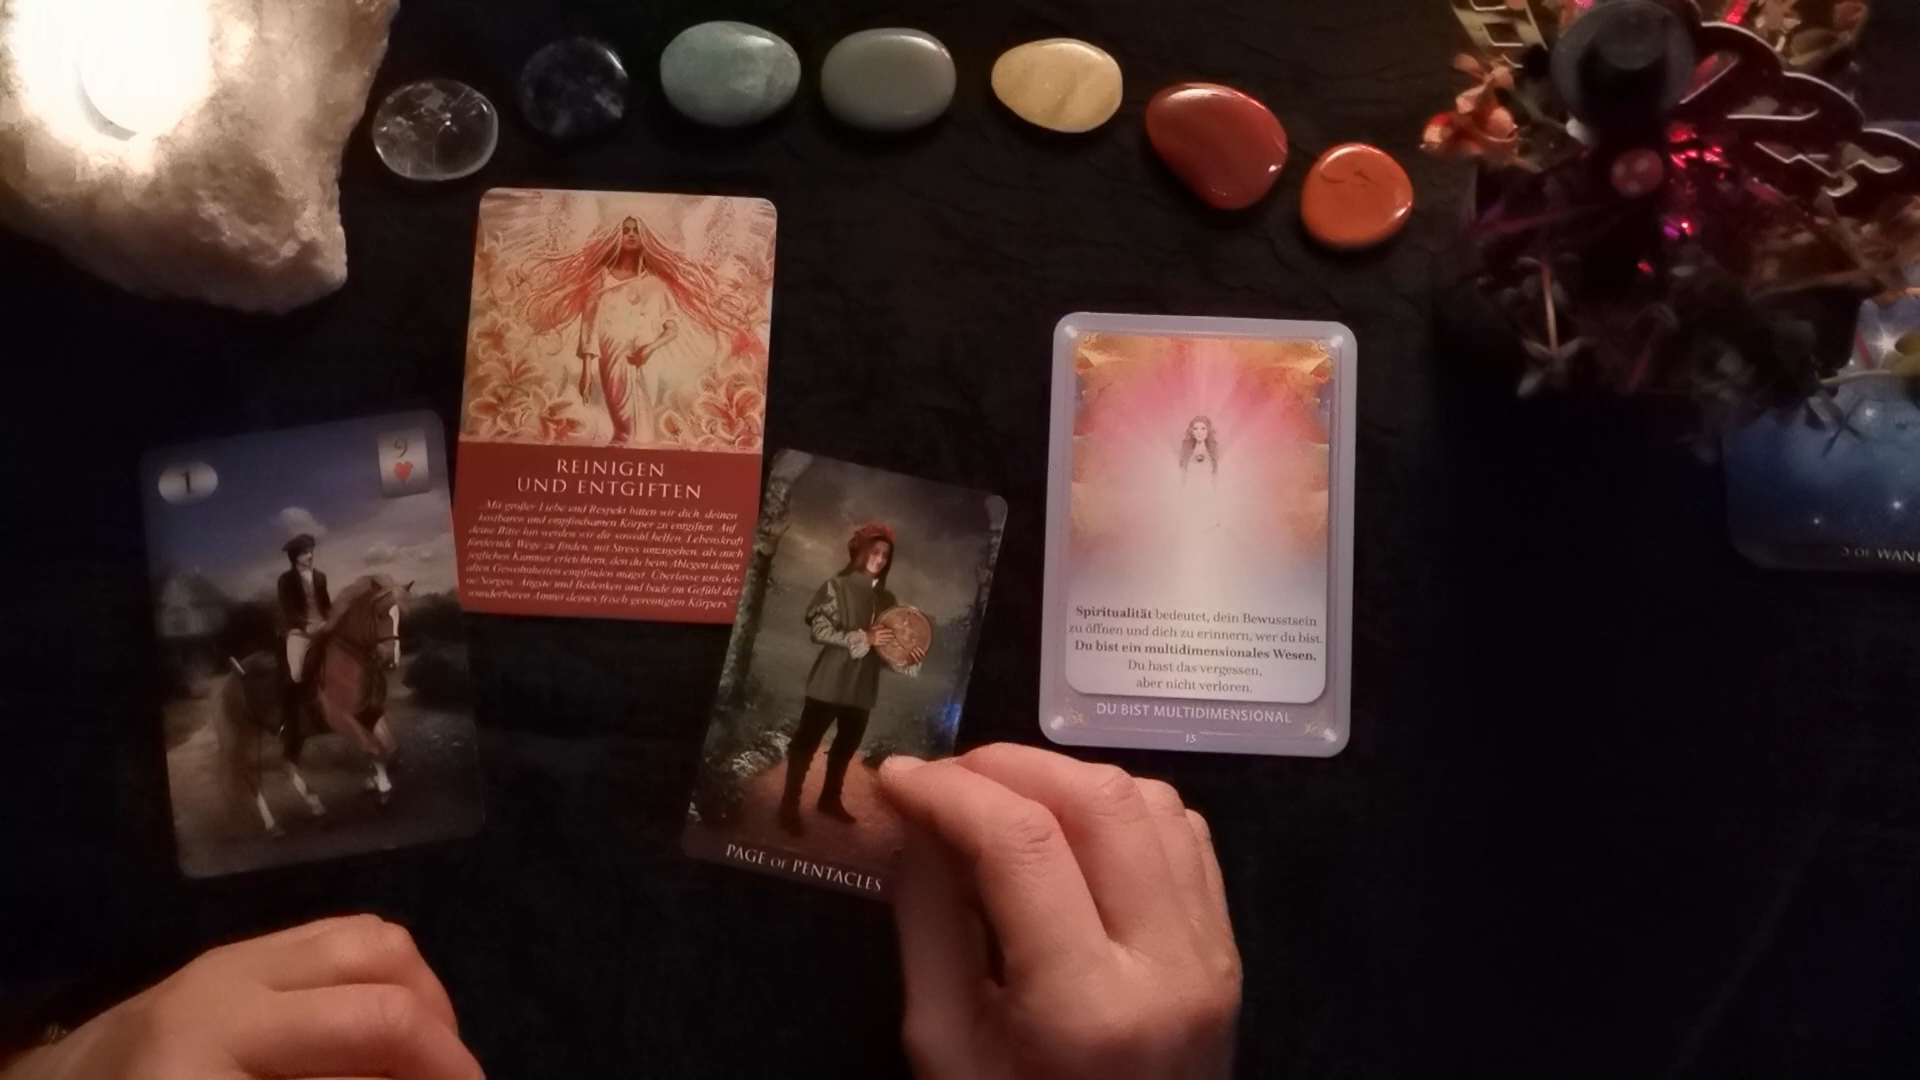 1
9
REINIGEN
UND ENTGIFTEN
„Mit großer Liebe und Respekt bitten wir dich, deinen
kostbaren und empfindsamen Körper zu entgiften. Auf
deine Bitte hin werden wir dir sowohl helfen, Lebenskraft
fördernde Wege zu finden, mit Stress umzugehen, als auch
jeglichen Kummer erleichtern, den du beim Ablegen deiner
alten Gewohnheiten empfinden magst. Überlasse uns dei-
ne Sorgen, Ängste und Bedenken und bade im Gefühl der
wunderbaren Anmut deines frisch gereinigten Körpers.“
PAGE OF PENTACLES
Spiritualität bedeutet, dein Bewusstsein
zu öffnen und dich zu erinnern, wer du bist.
Du bist ein multidimensionales Wesen.
Du hast das vergessen,
aber nicht verloren.
DU BIST MULTIDIMENSIONAL
15
OF WAN